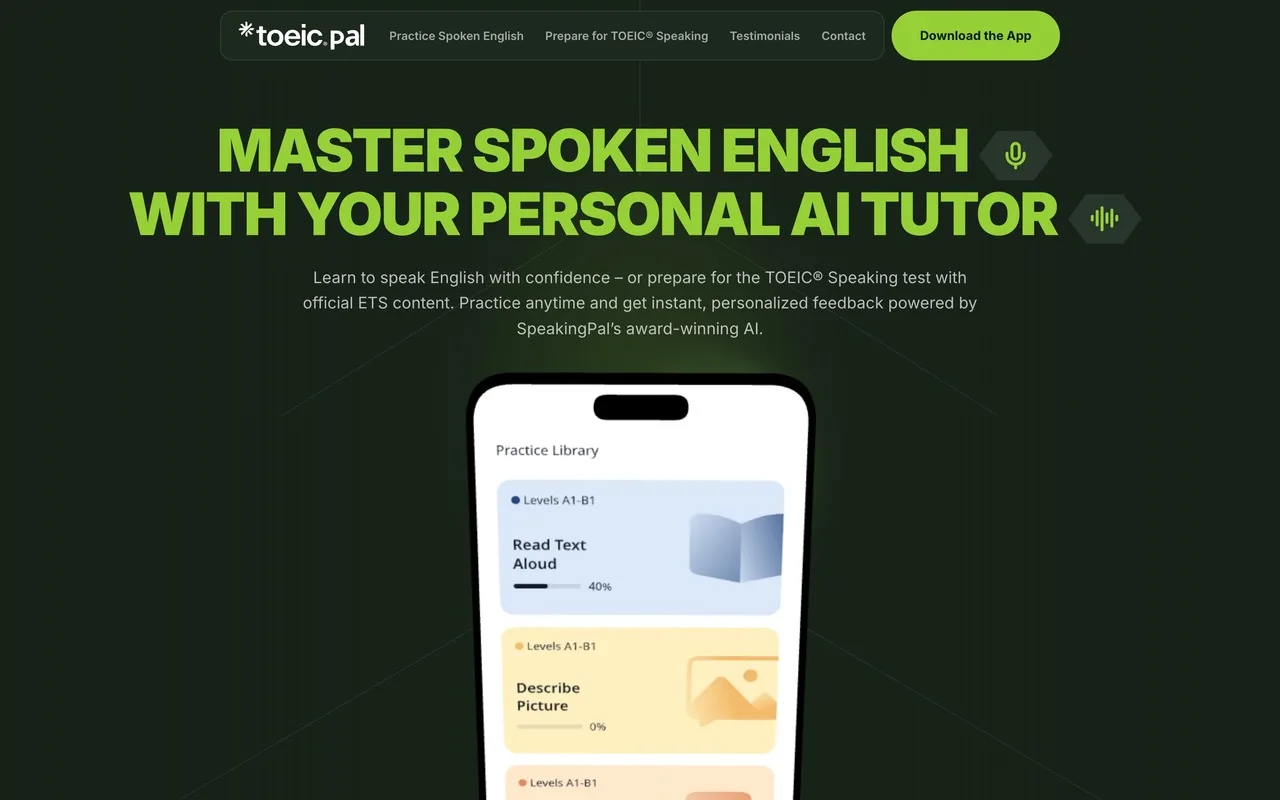 *toeic.pal
Practice Spoken English
Prepare for TOEIC® Speaking
Testimonials
Contact
Download the App
MASTER SPOKEN ENGLISH
WITH YOUR PERSONAL AI TUTOR
Learn to speak English with confidence – or prepare for the TOEIC® Speaking test with
official ETS content. Practice anytime and get instant, personalized feedback powered by
SpeakingPal’s award-winning AI.
Practice Library
Levels A1-B1
Read Text
Aloud
40%
Levels A1-B1
Describe
Picture
0%
Levels A1-B1